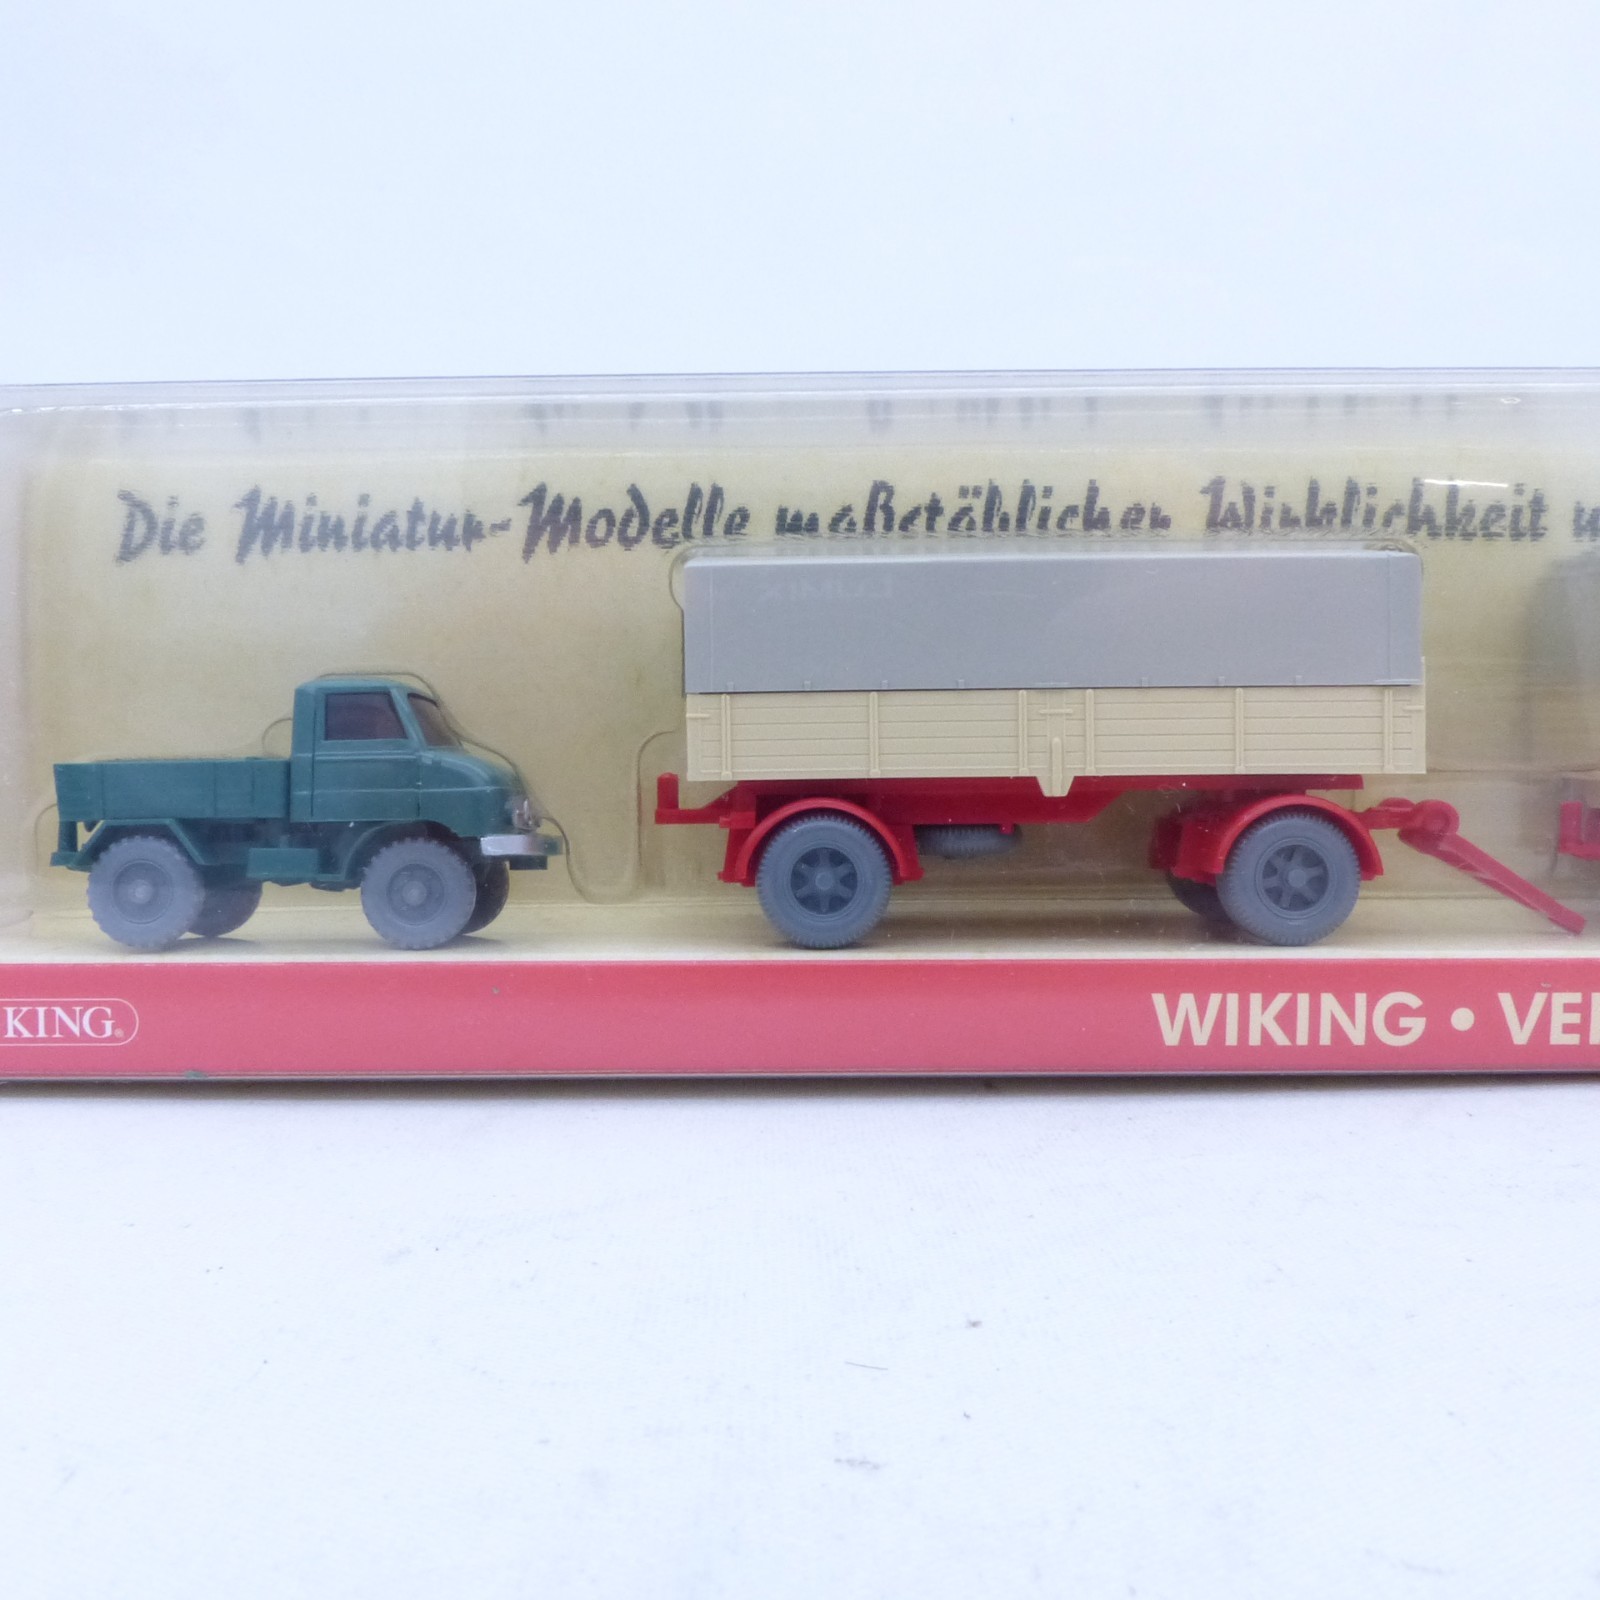 Die Miniatur-Modelle maßstäblicher Wirklichkeit
KING®
WIKING • VE